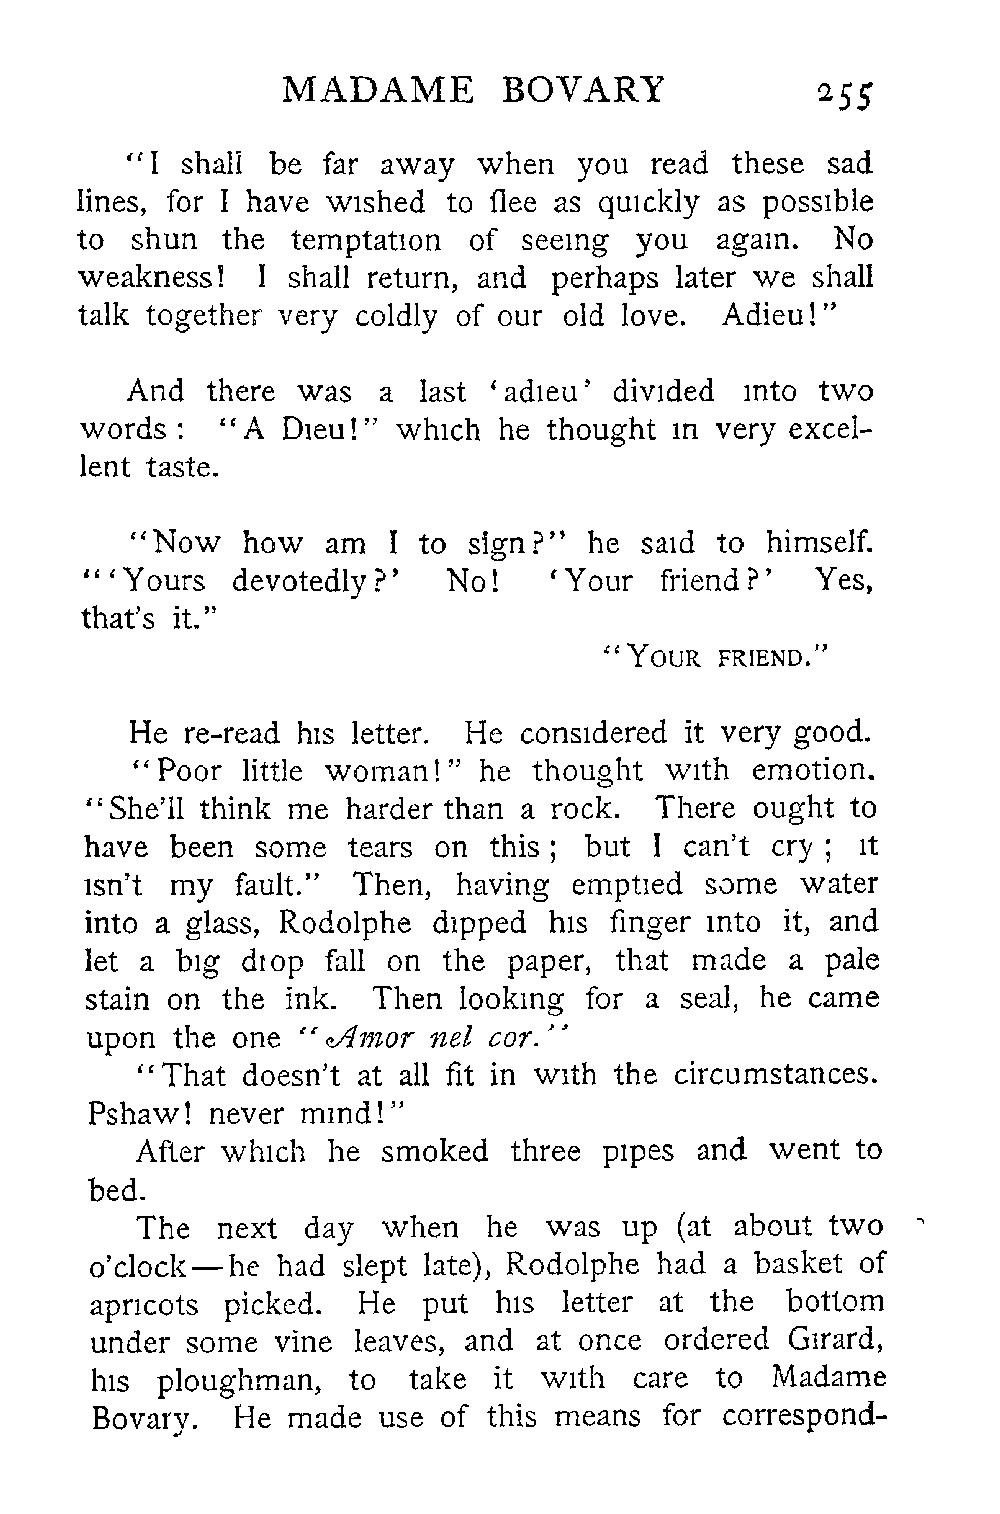 MADAME BOVARY 255
"I shall be far away when you read these sad
lines, for I have wished to flee as quickly as possible
to shun the temptation of seeing you again. No
weakness! I shall return, and perhaps later we shall
talk together very coldly of our old love. Adieu!"
And there was a last 'adieu' divided into two
words: "A Dieu!" which he thought in very excel-
lent taste.
"Now how am I to sign?" he said to himself.
"'Yours devotedly?' No! 'Your friend?' Yes,
that's it."
"YOUR FRIEND."
He re-read his letter. He considered it very good.
"Poor little woman!" he thought with emotion.
"She'll think me harder than a rock. There ought to
have been some tears on this; but I can't cry; it
isn't my fault." Then, having emptied some water
into a glass, Rodolphe dipped his finger into it, and
let a big drop fall on the paper, that made a pale
stain on the ink. Then looking for a seal, he came
upon the one "Amor nel cor."
"That doesn't at all fit in with the circumstances.
Pshaw! never mind!"
After which he smoked three pipes and went to
bed.
The next day when he was up (at about two
o'clock—he had slept late), Rodolphe had a basket of
apricots picked. He put his letter at the bottom
under some vine leaves, and at once ordered Girard,
his ploughman, to take it with care to Madame
Bovary. He made use of this means for correspond-